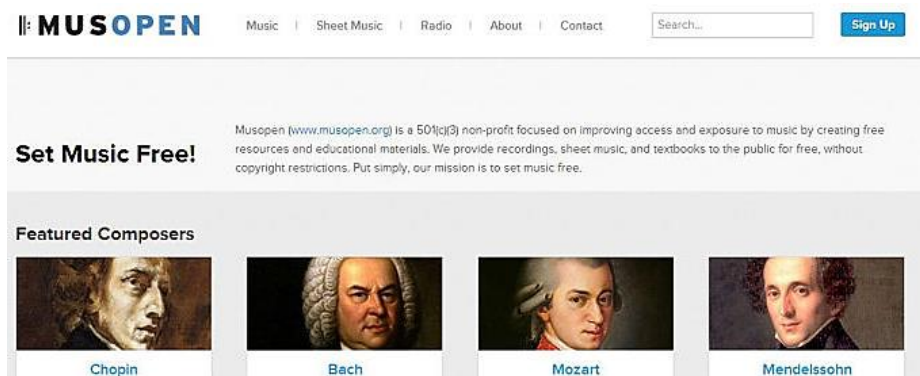 MUSOPEN
Music | Sheet Music | Radio | About | Contact
Search...
Sign Up
Set Music Free!
Musopen (www.musopen.org) is a 501(c)(3) non-profit focused on improving access and exposure to music by creating free
resources and educational materials. We provide recordings, sheet music, and textbooks to the public for free, without
copyright restrictions. Put simply, our mission is to set music free.
Featured Composers
Chopin
Bach
Mozart
Mendelssohn